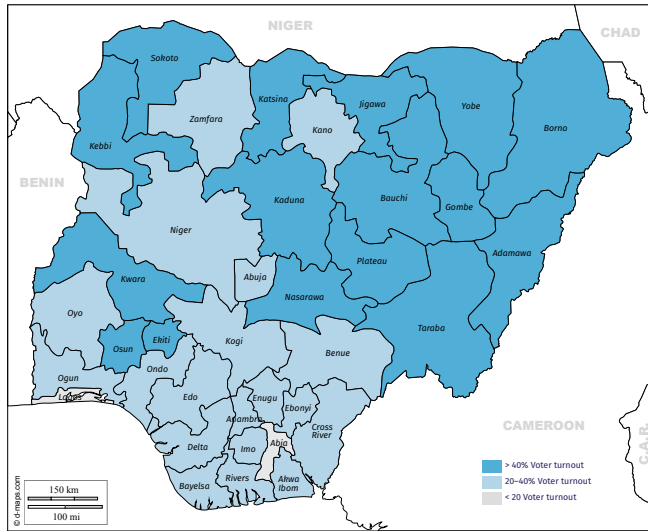 NIGER
CHAD
Sokoto
Katsina
Jigawa
Yobe
Borna
Zamfara
Kano
Kebbi
BENIN
Kaduna
Bauchi
Gombe
Niger
Adamawa
Plateau
Abuja
Kwara
Nasarawa
Oyo
Taraba
Osun
Ekiti
Kogi
Benue
Ondo
Ogun
Lagos
Edo
Enugu
Ebonyi
Anambra
Cross
River
CAMEROON
C.A.R.
Delta
Imo
Abia
Bayelsa
Rivers
Akwa
Ibom
> 40% Voter turnout
20–40% Voter turnout
< 20 Voter turnout
150 km
100 mi
© d-maps.com